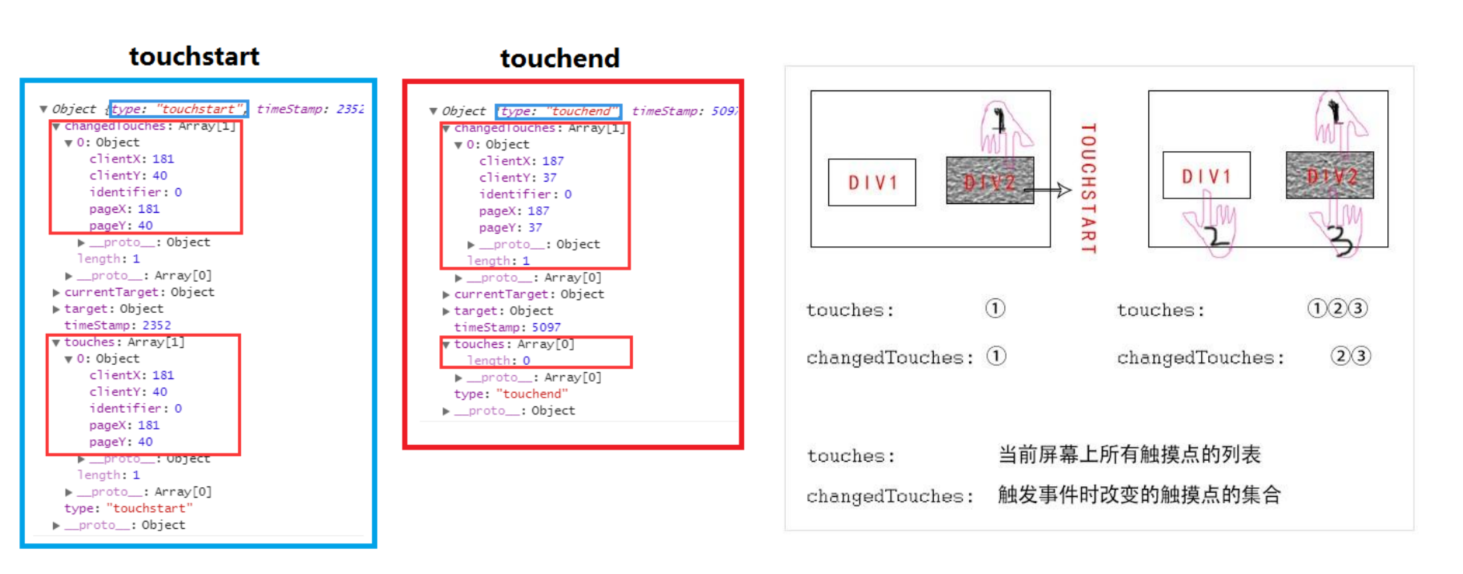 touchstart
▼ Object {type: "touchstart", timeStamp: 2352
▼ changedTouches: Array[1]
▼ 0: Object
clientX: 181
clientY: 40
identifier: 0
pageX: 181
pageY: 40
▶ __proto__: Object
length: 1
▶ __proto__: Array[0]
▶ currentTarget: Object
▶ target: Object
timeStamp: 2352
▼ touches: Array[1]
▼ 0: Object
clientX: 181
clientY: 40
identifier: 0
pageX: 181
pageY: 40
▶ __proto__: Object
length: 1
▶ __proto__: Array[0]
type: "touchstart"
▶ __proto__: Object
touchend
▼ Object {type: "touchend", timeStamp: 5097
▼ changedTouches: Array[1]
▼ 0: Object
clientX: 187
clientY: 37
identifier: 0
pageX: 187
pageY: 37
▶ __proto__: Object
length: 1
▶ __proto__: Array[0]
▶ currentTarget: Object
▶ target: Object
timeStamp: 5097
▼ touches: Array[0]
length: 0
▶ __proto__: Array[0]
type: "touchend"
▶ __proto__: Object
1
DIV1
DIV2
TOUCHSTART
1
DIV1
DIV2
2
3
touches: ①
changedTouches: ①
touches: ①②③
changedTouches: ②③
touches: 当前屏幕上所有触摸点的列表
changedTouches: 触发事件时改变的触摸点的集合